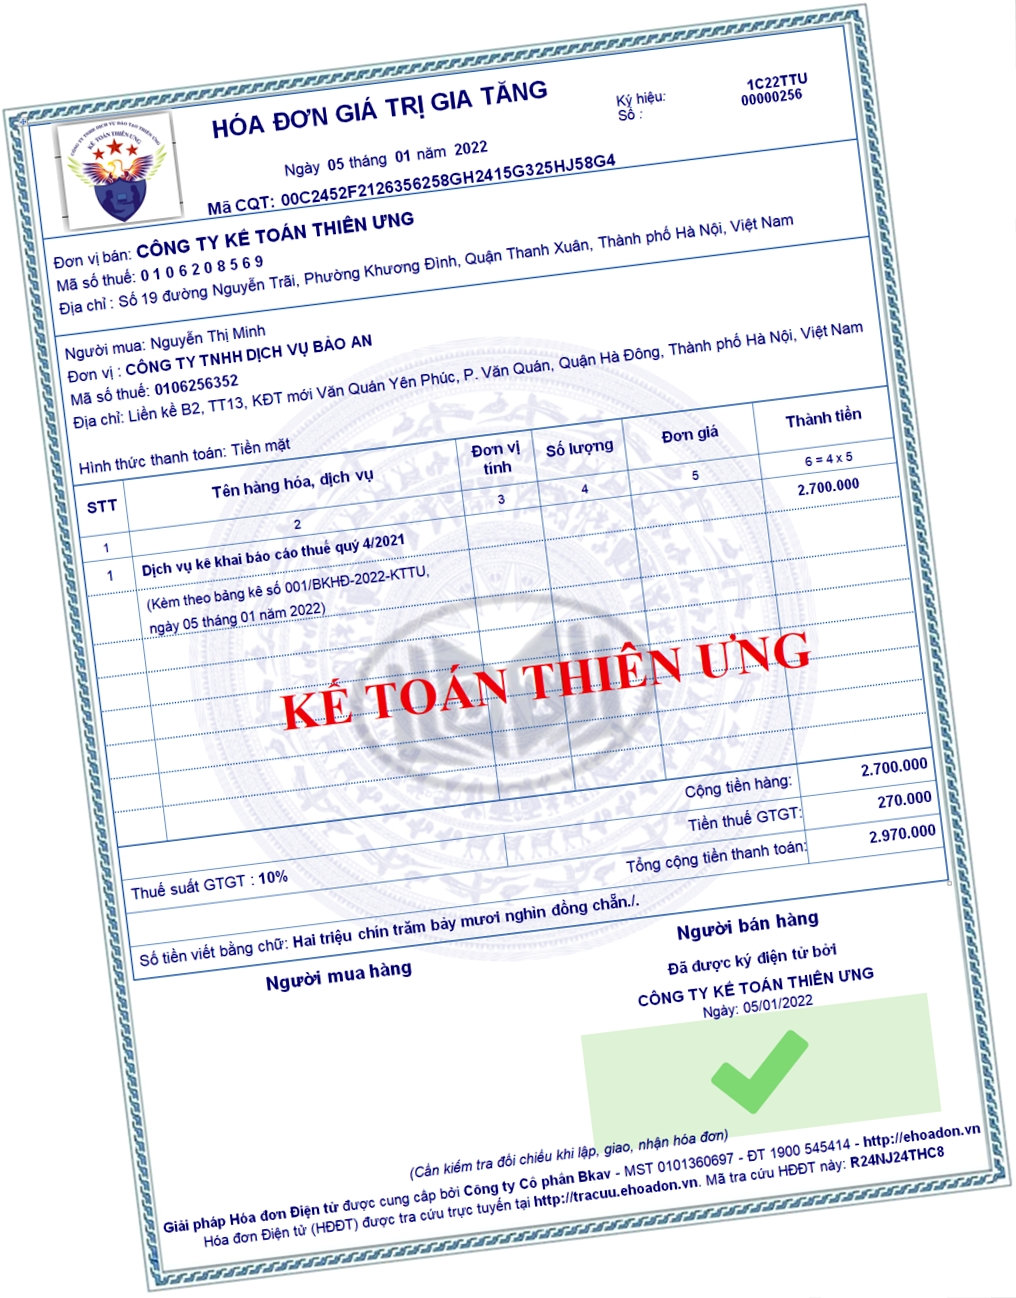 CÔNG TY TNHH DỊCH VỤ ĐÀO TẠO THIÊN ƯNG
KẾ TOÁN THIÊN ƯNG
HÓA ĐƠN GIÁ TRỊ GIA TĂNG
Ký hiệu: 1C22TTU
Số : 00000256
Ngày 05 tháng 01 năm 2022
Mã CQT: 00C2452F2126356258GH2415G325HJ58G4
Đơn vị bán: CÔNG TY KẾ TOÁN THIÊN ƯNG
Mã số thuế: 0 1 0 6 2 0 8 5 6 9
Địa chỉ : Số 19 đường Nguyễn Trãi, Phường Khương Đình, Quận Thanh Xuân, Thành phố Hà Nội, Việt Nam
Người mua: Nguyễn Thị Minh
Đơn vị : CÔNG TY TNHH DỊCH VỤ BẢO AN
Mã số thuế: 0106256352
Địa chỉ: Liền kề B2, TT13, KĐT mới Văn Quán Yên Phúc, P. Văn Quán, Quận Hà Đông, Thành phố Hà Nội, Việt Nam
Hình thức thanh toán: Tiền mặt
STT Tên hàng hóa, dịch vụ Đơn vị tính Số lượng Đơn giá Thành tiền
1 2 3 4 5 6 = 4 x 5
1 Dịch vụ kê khai báo cáo thuế quý 4/2021 2.700.000
(Kèm theo bảng kê số 001/BKHĐ-2022-KTTU,
ngày 05 tháng 01 năm 2022)
KẾ TOÁN THIÊN ƯNG
Cộng tiền hàng: 2.700.000
Tiền thuế GTGT: 270.000
Thuế suất GTGT : 10%
Tổng cộng tiền thanh toán: 2.970.000
Số tiền viết bằng chữ: Hai triệu chín trăm bảy mươi nghìn đồng chẵn./.
Người mua hàng
Người bán hàng
Đã được ký điện tử bởi
CÔNG TY KẾ TOÁN THIÊN ƯNG
Ngày: 05/01/2022
(Cần kiểm tra đối chiếu khi lập, giao, nhận hóa đơn)
Giải pháp Hóa đơn Điện tử được cung cấp bởi Công ty Cổ phần Bkav - MST 0101360697 - ĐT 1900 545414 - http://ehoadon.vn
Hóa đơn Điện tử (HĐĐT) được tra cứu trực tuyến tại http://tracuu.ehoadon.vn. Mã tra cứu HĐĐT này: R24NJ24THC8